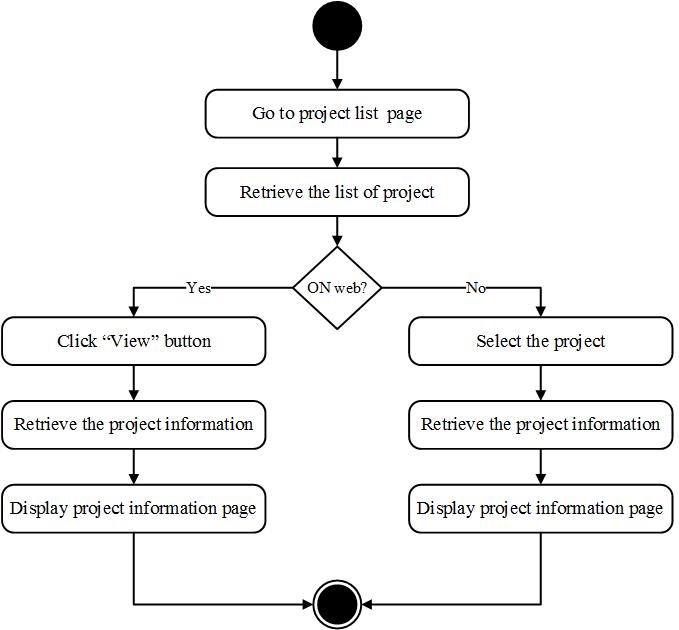 Go to project list  page
Retrieve the list of project
ON web?
Yes
No
Click “View” button
Select the project
Retrieve the project information
Retrieve the project information
Display project information page
Display project information page